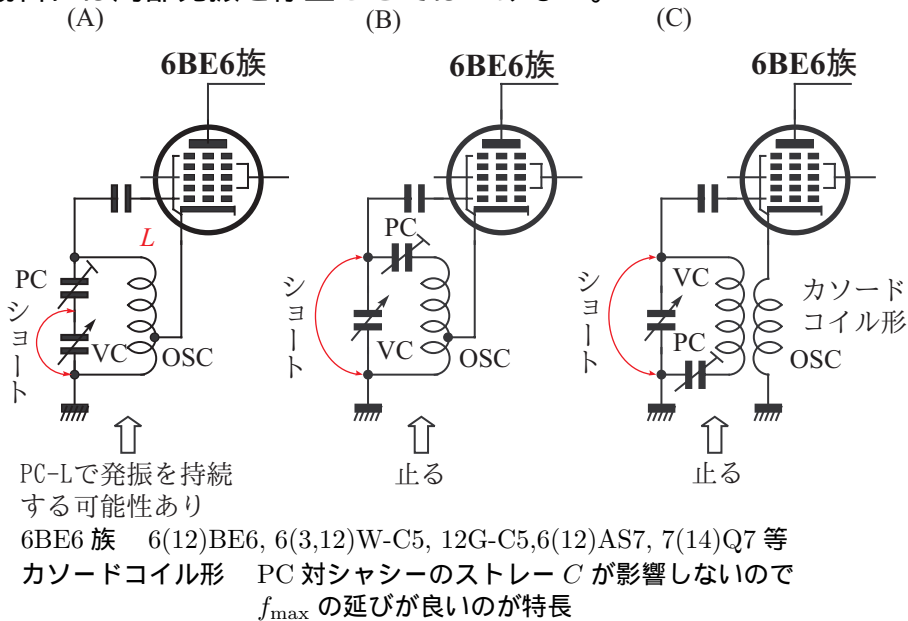 (A)
(B)
(C)
6BE6族
6BE6族
6BE6族
L
PC
ショート
VC
OSC
PC
ショート
VC
OSC
VC
ショート
PC
カソード
コイル形
OSC
PC-Lで発振を持続
する可能性あり
止る
止る
6BE6 族 6(12)BE6, 6(3,12)W-C5, 12G-C5,6(12)AS7, 7(14)Q7 等
カソードコイル形 PC 対シャシーのストレー C が影響しないので
fmax の延びが良いのが特長